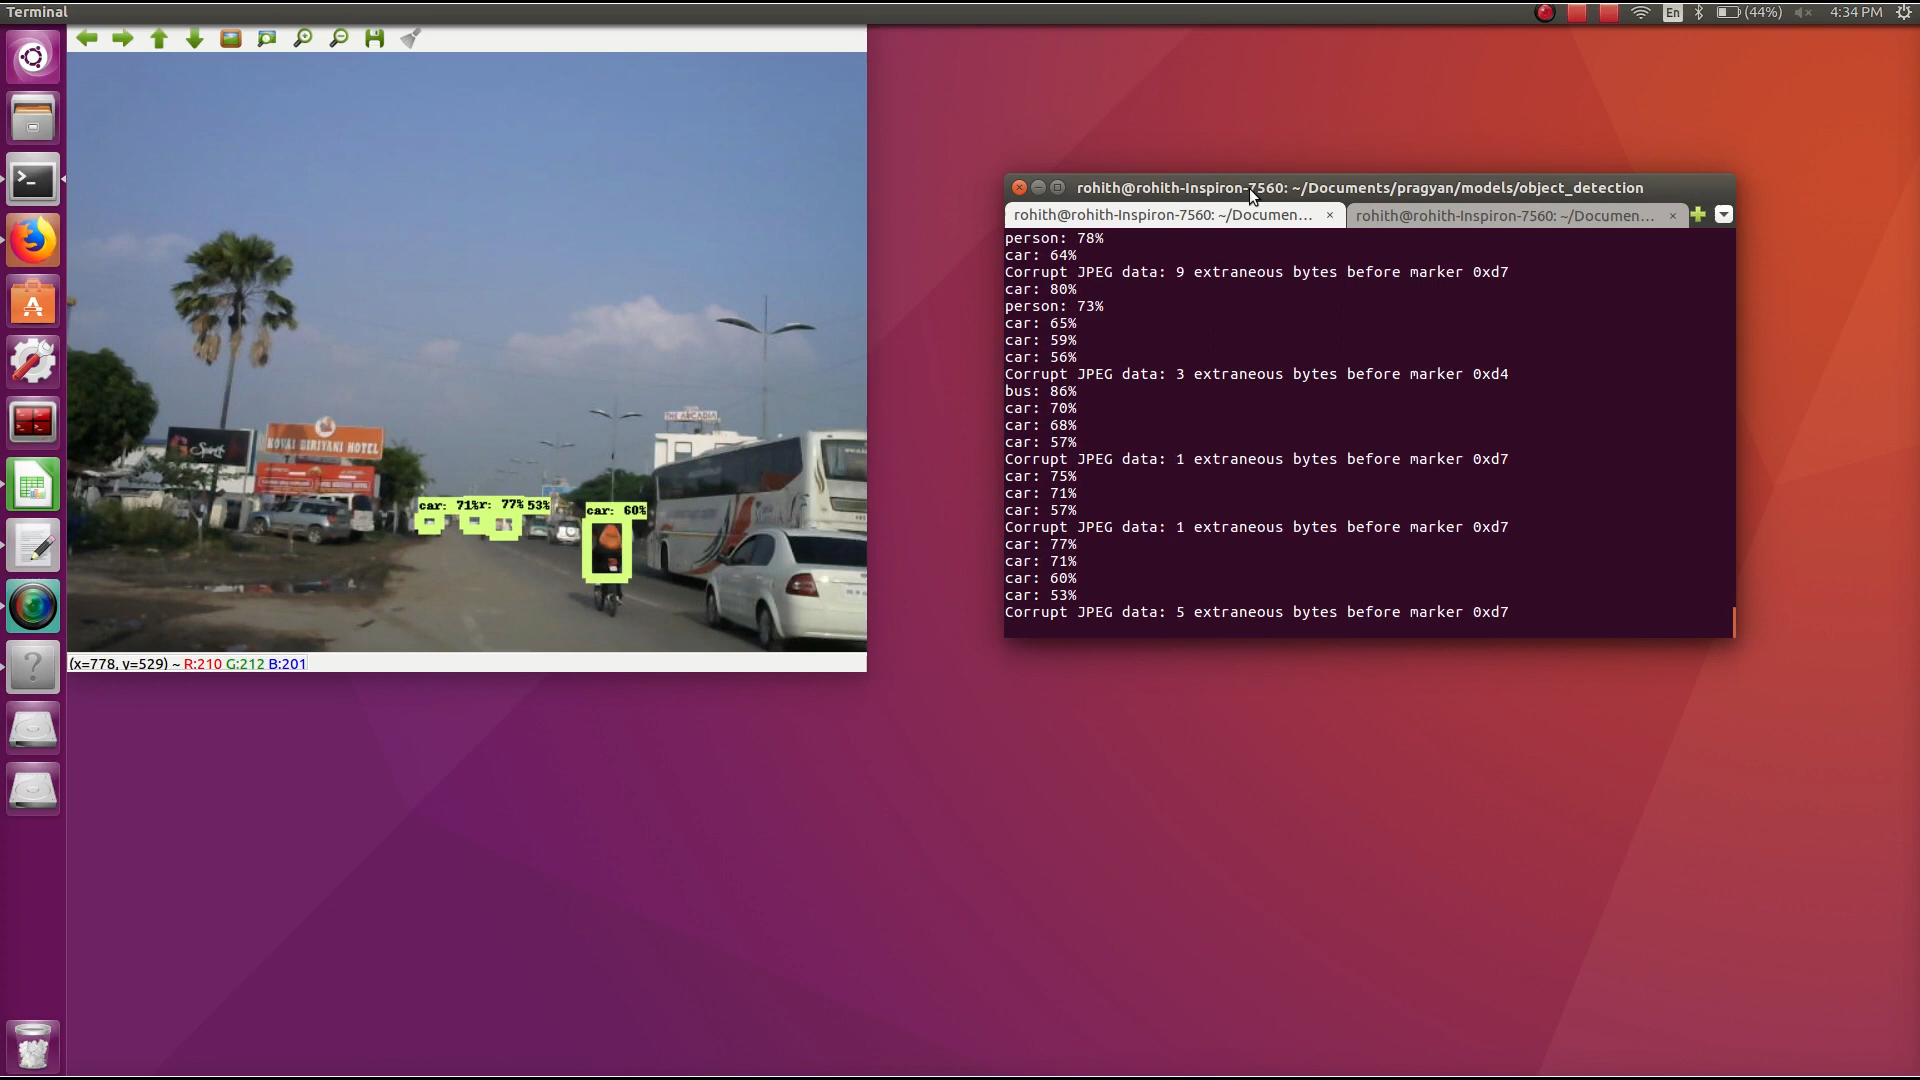 Terminal
En
(44%)
4:34 PM
KOVAI BIRIYANI HOTEL
THE ARCADIA
car: 71%
r: 77%
53%
car: 60%
(x=778, y=529) ~ R:210 G:212 B:201
rohith@rohith-Inspiron-7560: ~/Documents/pragyan/models/object_detection
rohith@rohith-Inspiron-7560: ~/Documen... ×
rohith@rohith-Inspiron-7560: ~/Documen... ×
person: 78%
car: 64%
Corrupt JPEG data: 9 extraneous bytes before marker 0xd7
car: 80%
person: 73%
car: 65%
car: 59%
car: 56%
Corrupt JPEG data: 3 extraneous bytes before marker 0xd4
bus: 86%
car: 70%
car: 68%
car: 57%
Corrupt JPEG data: 1 extraneous bytes before marker 0xd7
car: 75%
car: 71%
car: 57%
Corrupt JPEG data: 1 extraneous bytes before marker 0xd7
car: 77%
car: 71%
car: 60%
car: 53%
Corrupt JPEG data: 5 extraneous bytes before marker 0xd7